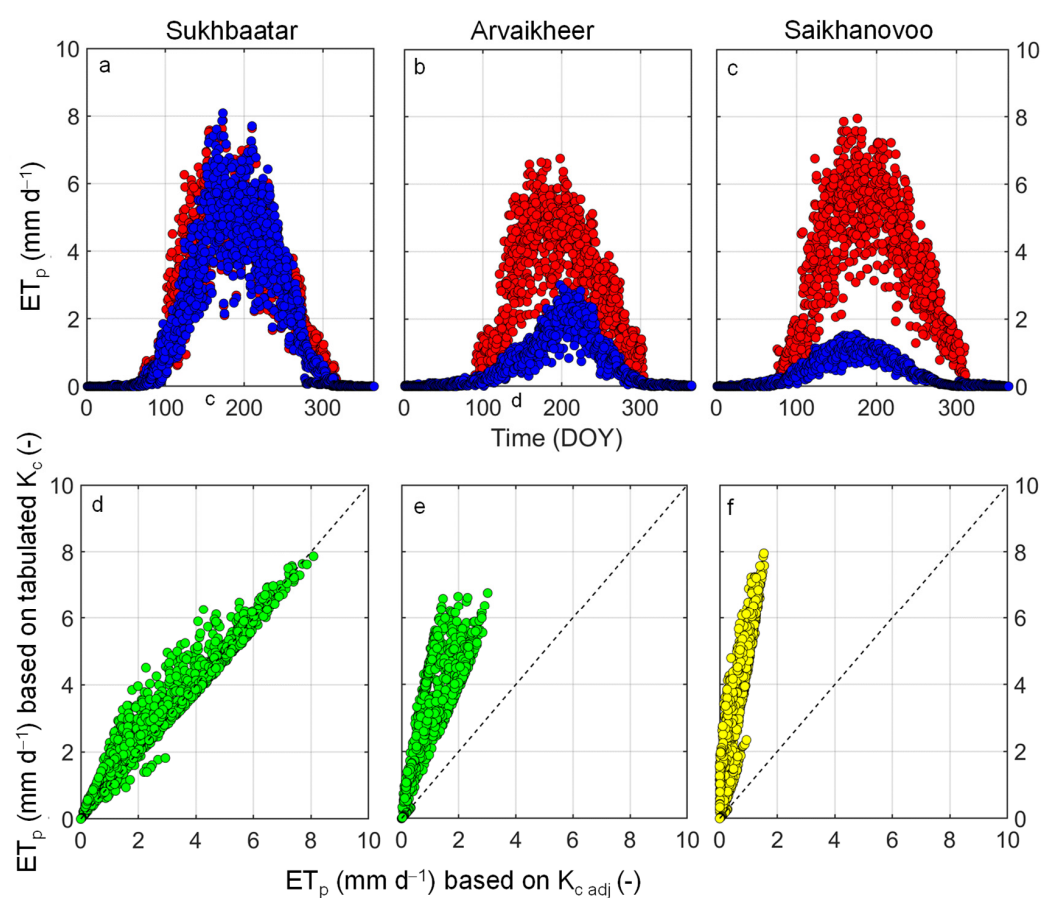 Sukhbaatar Arvaikheer Saikhanovoo
10 10
a b c
8 8
6 6
4 4
2 2
0 0
ETp (mm d⁻¹)
0 100 200 300 0 100 200 300 0 100 200 300
c d
Time (DOY)
10 10
d e f
8 8
6 6
4 4
2 2
0 0
ETp (mm d⁻¹) based on tabulated Kc (-)
0 2 4 6 8 10 0 2 4 6 8 10 0 2 4 6 8 10
ETp (mm d⁻¹) based on Kc adj (-)